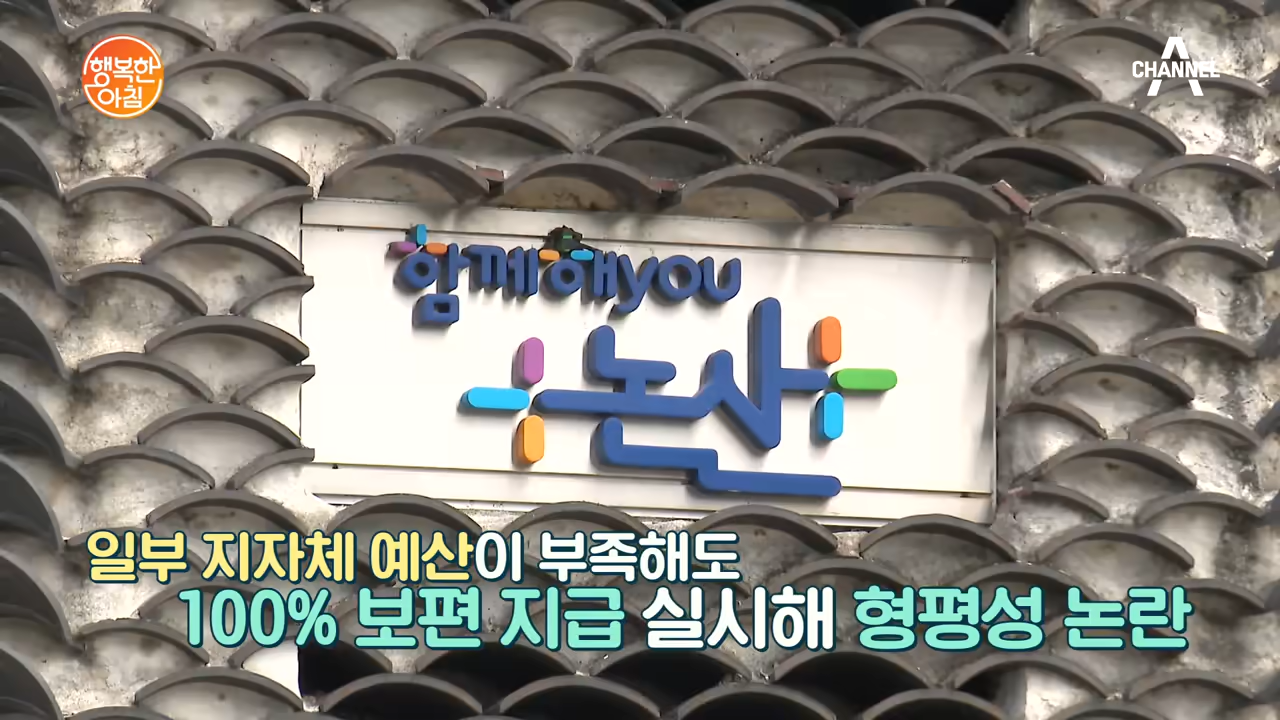 행복한
아침
CHANNEL A
함께해you
논산
일부 지자체 예산이 부족해도
100% 보편 지급 실시해 형평성 논란